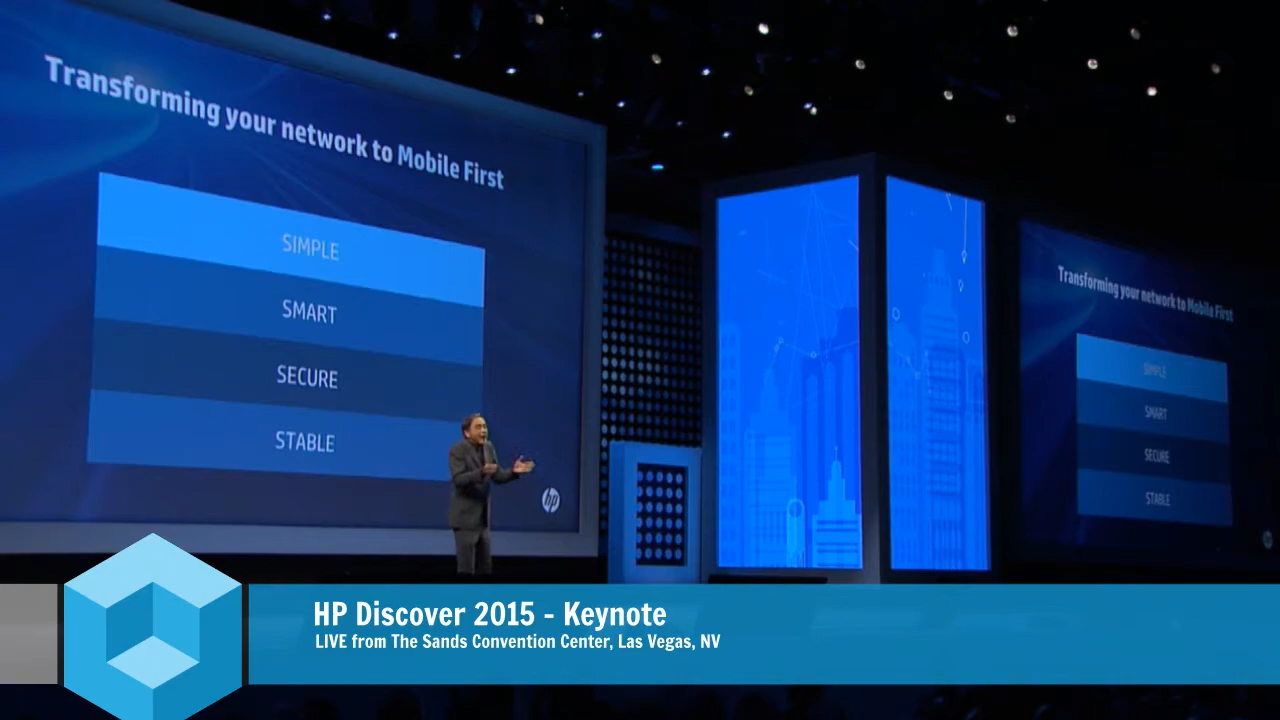 Transforming your network to Mobile First
SIMPLE
SMART
SECURE
STABLE
hp
Transforming your network to Mobile First
SIMPLE
SMART
SECURE
STABLE
HP Discover 2015 - Keynote
LIVE from The Sands Convention Center, Las Vegas, NV